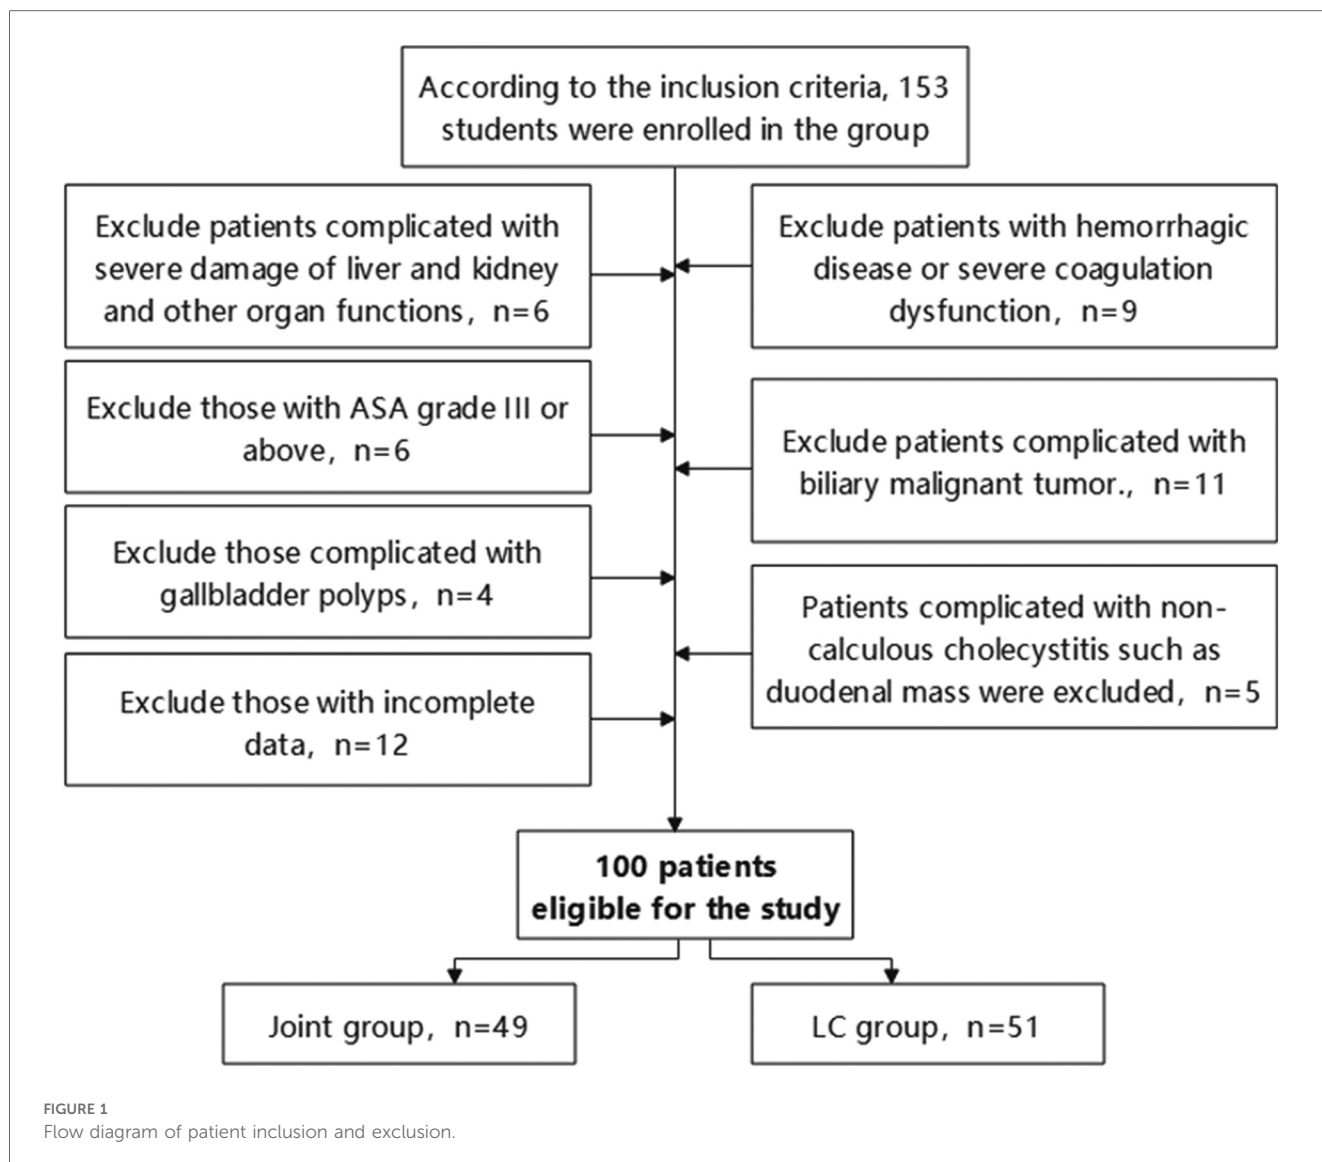 According to the inclusion criteria, 153
students were enrolled in the group
Exclude patients complicated with
severe damage of liver and kidney
and other organ functions, n=6
Exclude patients with hemorrhagic
disease or severe coagulation
dysfunction, n=9
Exclude those with ASA grade III or
above, n=6
Exclude patients complicated with
biliary malignant tumor., n=11
Exclude those complicated with
gallbladder polyps, n=4
Patients complicated with non-
calculous cholecystitis such as
duodenal mass were excluded, n=5
Exclude those with incomplete
data, n=12
100 patients
eligible for the study
Joint group, n=49
LC group, n=51
FIGURE 1
Flow diagram of patient inclusion and exclusion.